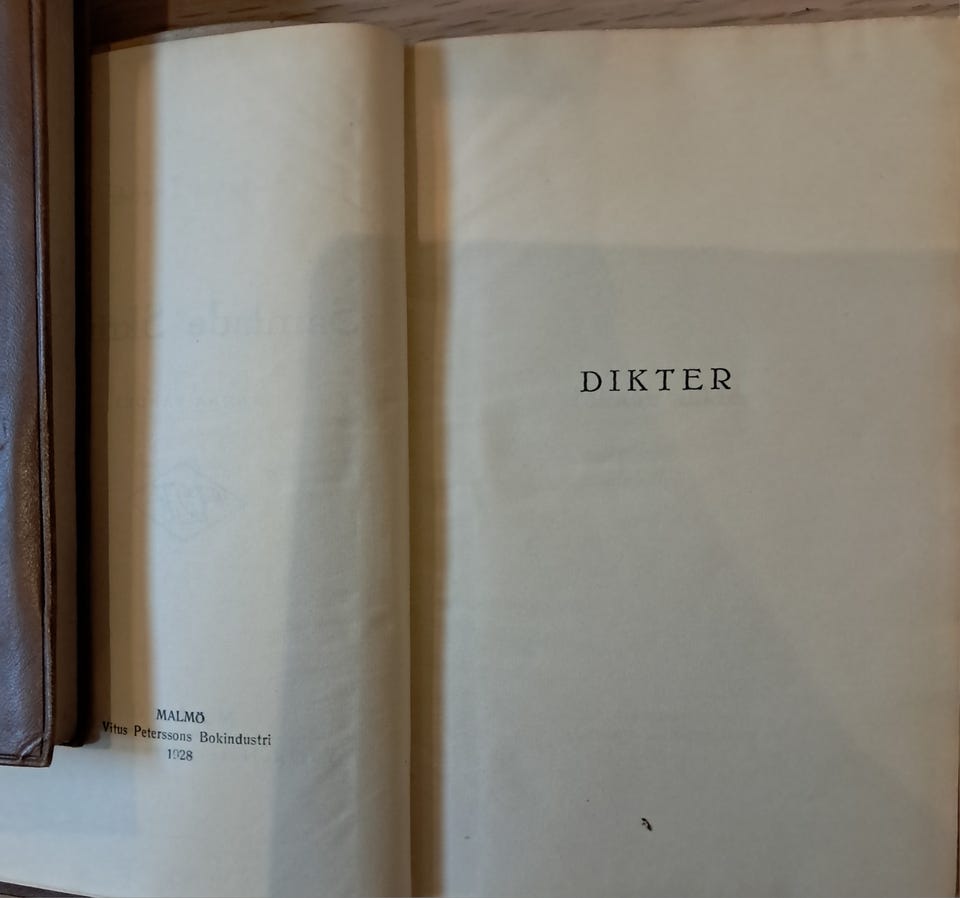 MALMÖ
Vitus Peterssons Bokindustri
1928
DIKTER